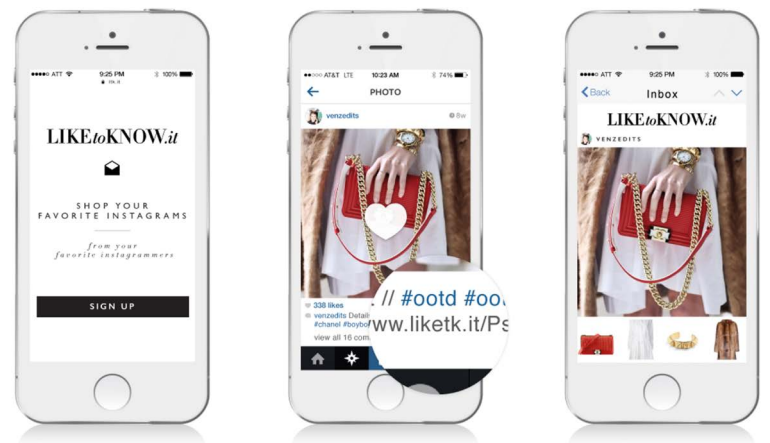 ATT
9:25 PM
100%
LIKEtoKNOW.it
SHOP YOUR
FAVORITE INSTAGRAMS
from your
favorite instagrammers
SIGN UP
AT&T LTE
10:23 AM
74%
PHOTO
venzedits
8w
338 likes
venzedits Detail
#chanel #boybo
view all 16 com
// #ootd #oo
www.liketk.it/Ps
ATT
9:25 PM
100%
Back
Inbox
LIKEtoKNOW.it
VENZEDITS